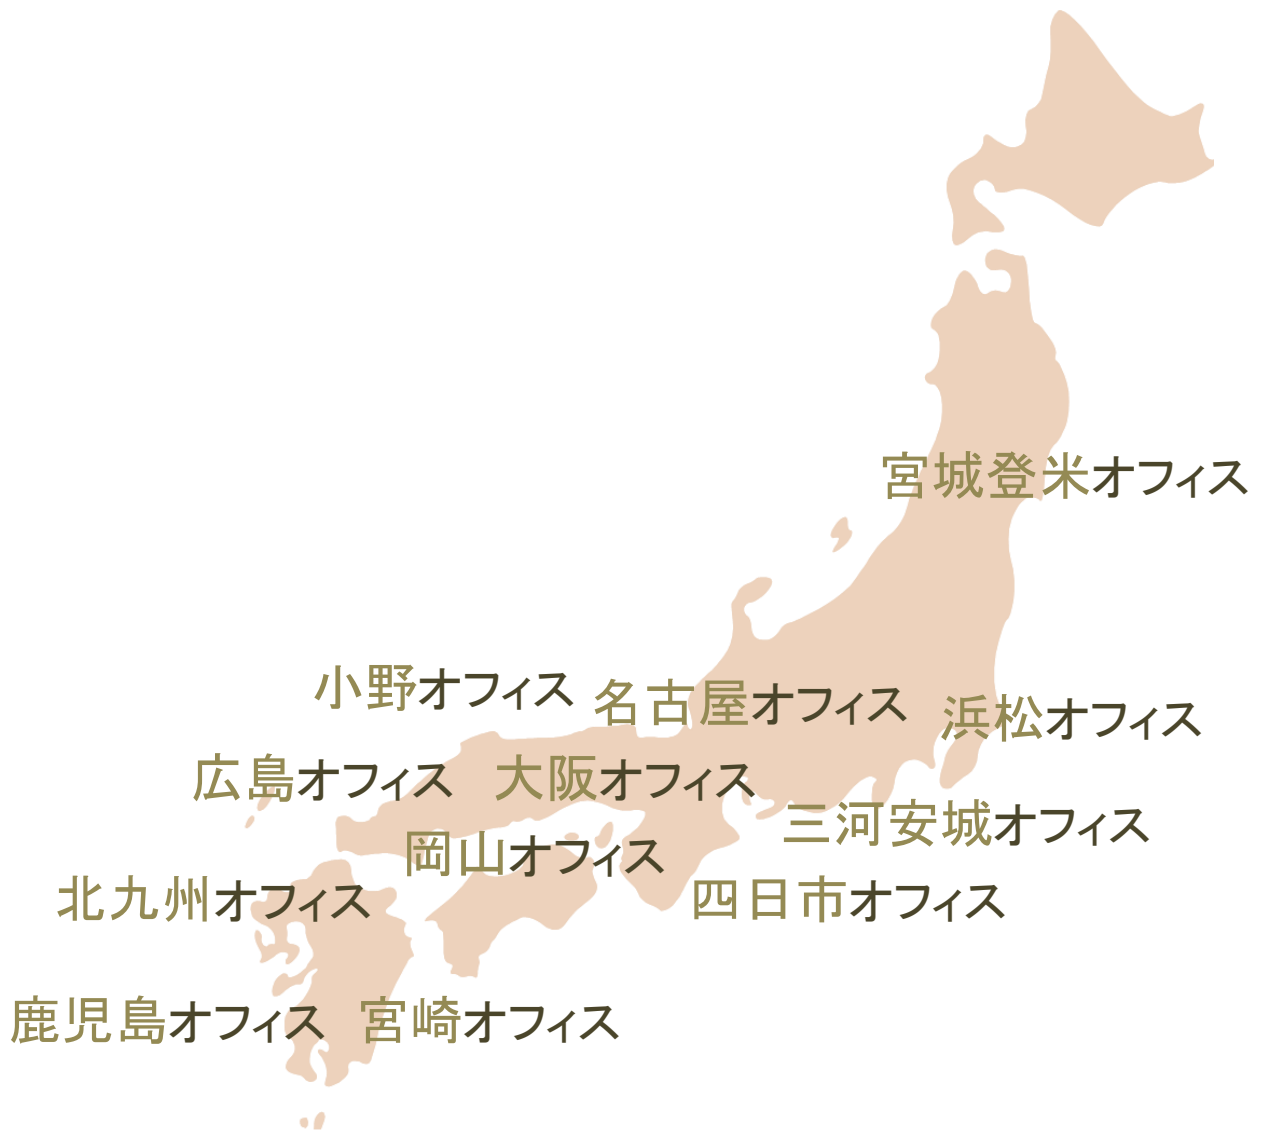 宮城登米オフィス
小野オフィス
名古屋オフィス
浜松オフィス
広島オフィス
大阪オフィス
三河安城オフィス
岡山オフィス
北九州オフィス
四日市オフィス
鹿児島オフィス
宮崎オフィス